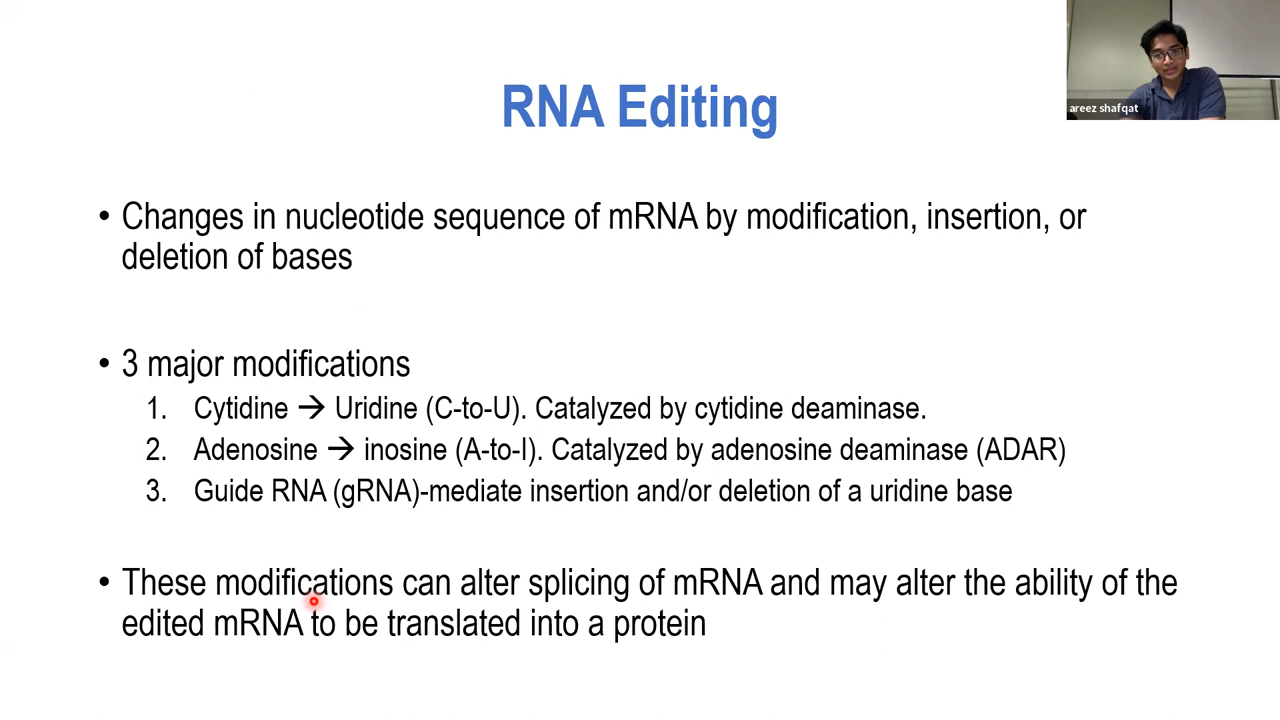 areez shafqat
RNA Editing
• Changes in nucleotide sequence of mRNA by modification, insertion, or
deletion of bases
• 3 major modifications
1. Cytidine → Uridine (C-to-U). Catalyzed by cytidine deaminase.
2. Adenosine → inosine (A-to-I). Catalyzed by adenosine deaminase (ADAR)
3. Guide RNA (gRNA)-mediate insertion and/or deletion of a uridine base
• These modifications can alter splicing of mRNA and may alter the ability of the
edited mRNA to be translated into a protein